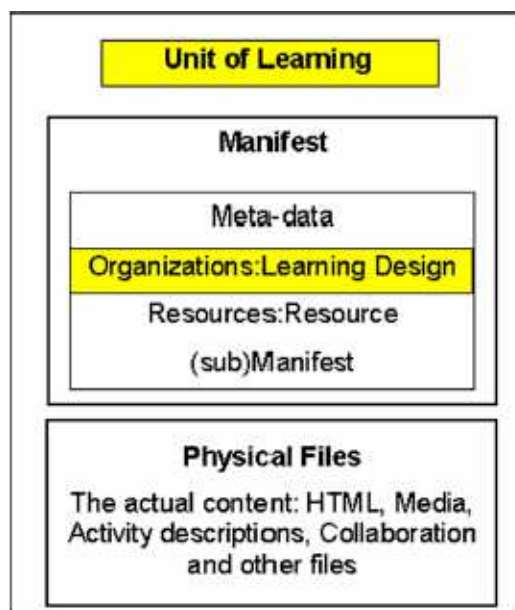 Unit of Learning
Manifest
Meta-data
Organizations:Learning Design
Resources:Resource
(sub)Manifest
Physical Files
The actual content: HTML, Media,
Activity descriptions, Collaboration
and other files